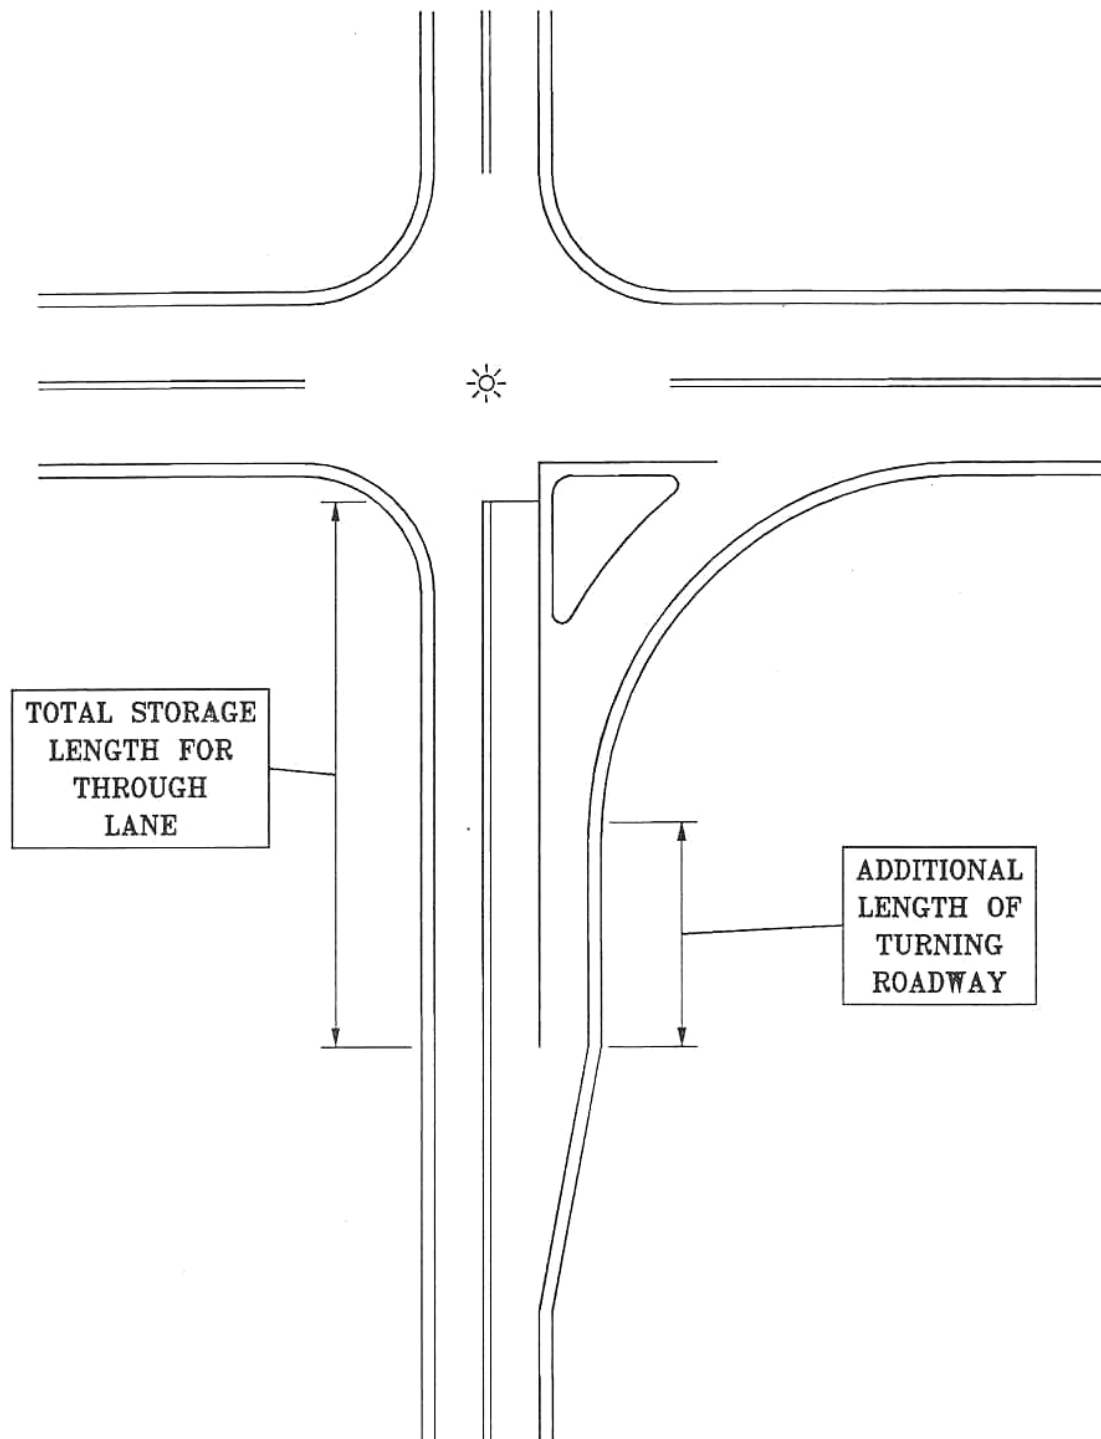 TOTAL STORAGE
LENGTH FOR
THROUGH
LANE
ADDITIONAL
LENGTH OF
TURNING
ROADWAY